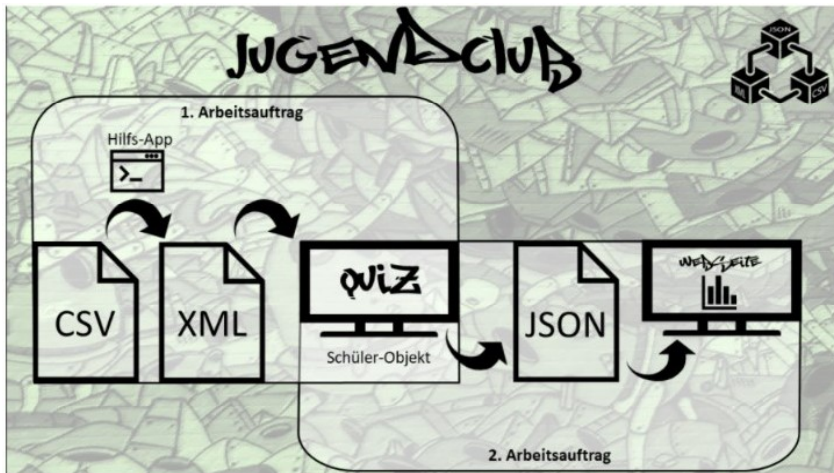 JUGENDCLUB
JSON
XML
CSV
1. Arbeitsauftrag
Hilfs-App
>_
CSV
XML
QUIZ
Schüler-Objekt
JSON
WEBSEITE
2. Arbeitsauftrag